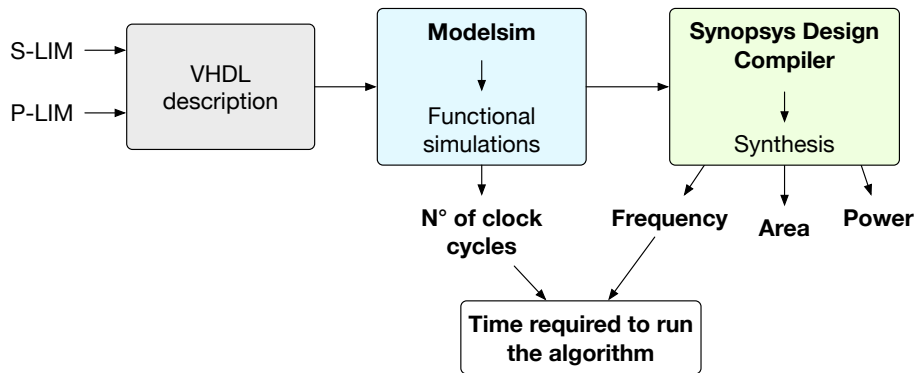 S-LIM
P-LIM
VHDL
description
Modelsim
Functional
simulations
Synopsys Design
Compiler
Synthesis
N° of clock
cycles
Frequency
Area
Power
Time required to run
the algorithm